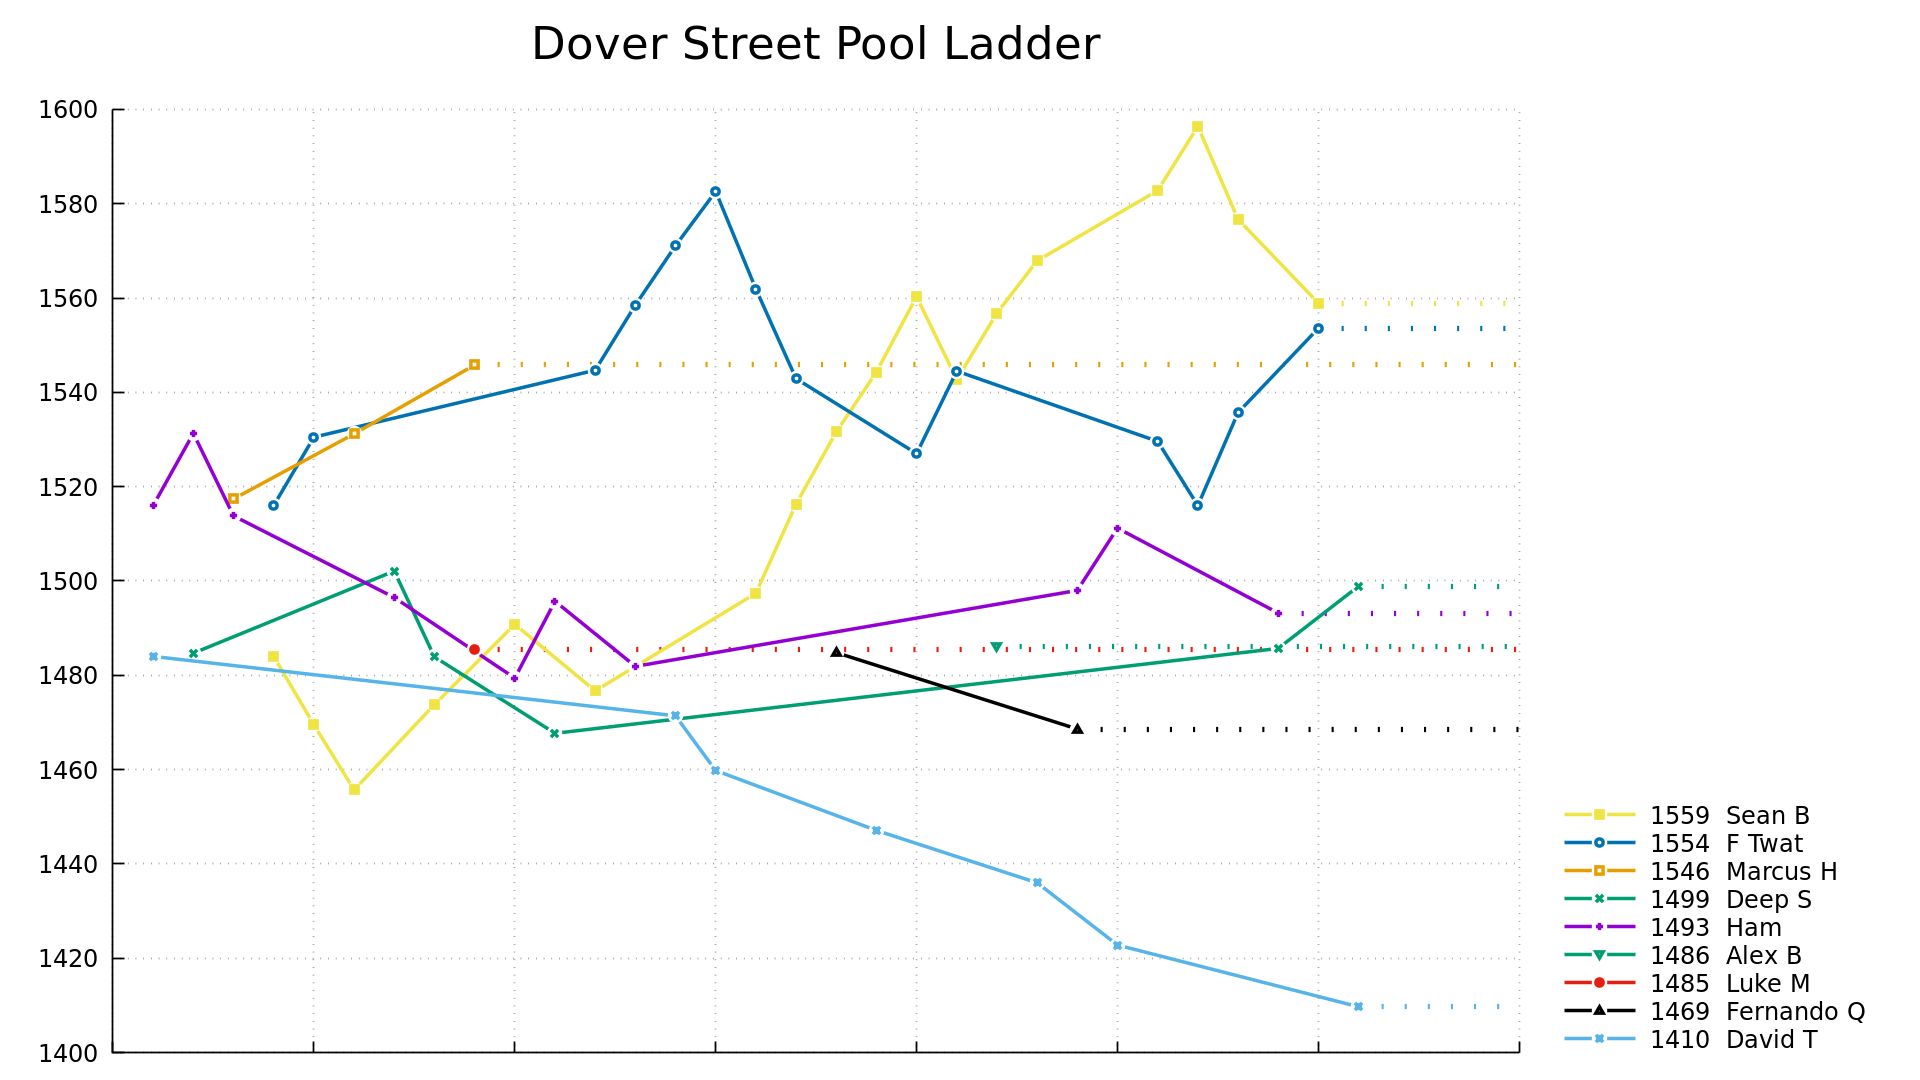 Dover Street Pool Ladder
1600
1580
1560
1540
1520
1500
1480
1460
1440
1420
1400
1559 Sean B
1554 F Twat
1546 Marcus H
1499 Deep S
1493 Ham
1486 Alex B
1485 Luke M
1469 Fernando Q
1410 David T